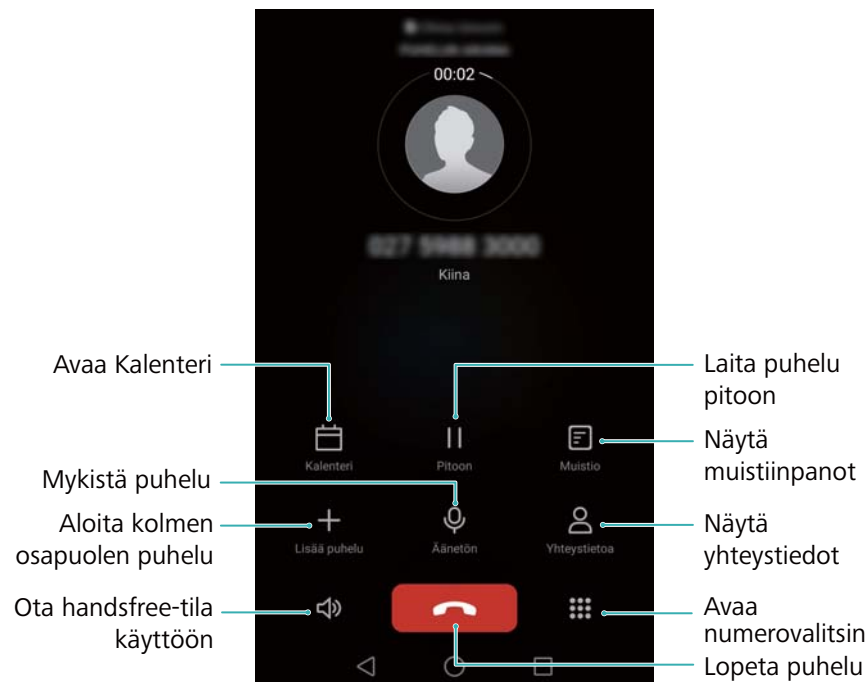 00:02
Kiina
Avaa Kalenteri
Laita puhelu
pitoon
Kalenteri
Pitoon
Muistio
Näytä
muistiinpanot
Mykistä puhelu
Aloita kolmen
osapuolen puhelu
Lisää puhelu
Äänetön
Yhteystietoa
Näytä
yhteystiedot
Ota handsfree-tila
käyttöön
Avaa
numerovalitsin
Lopeta puhelu